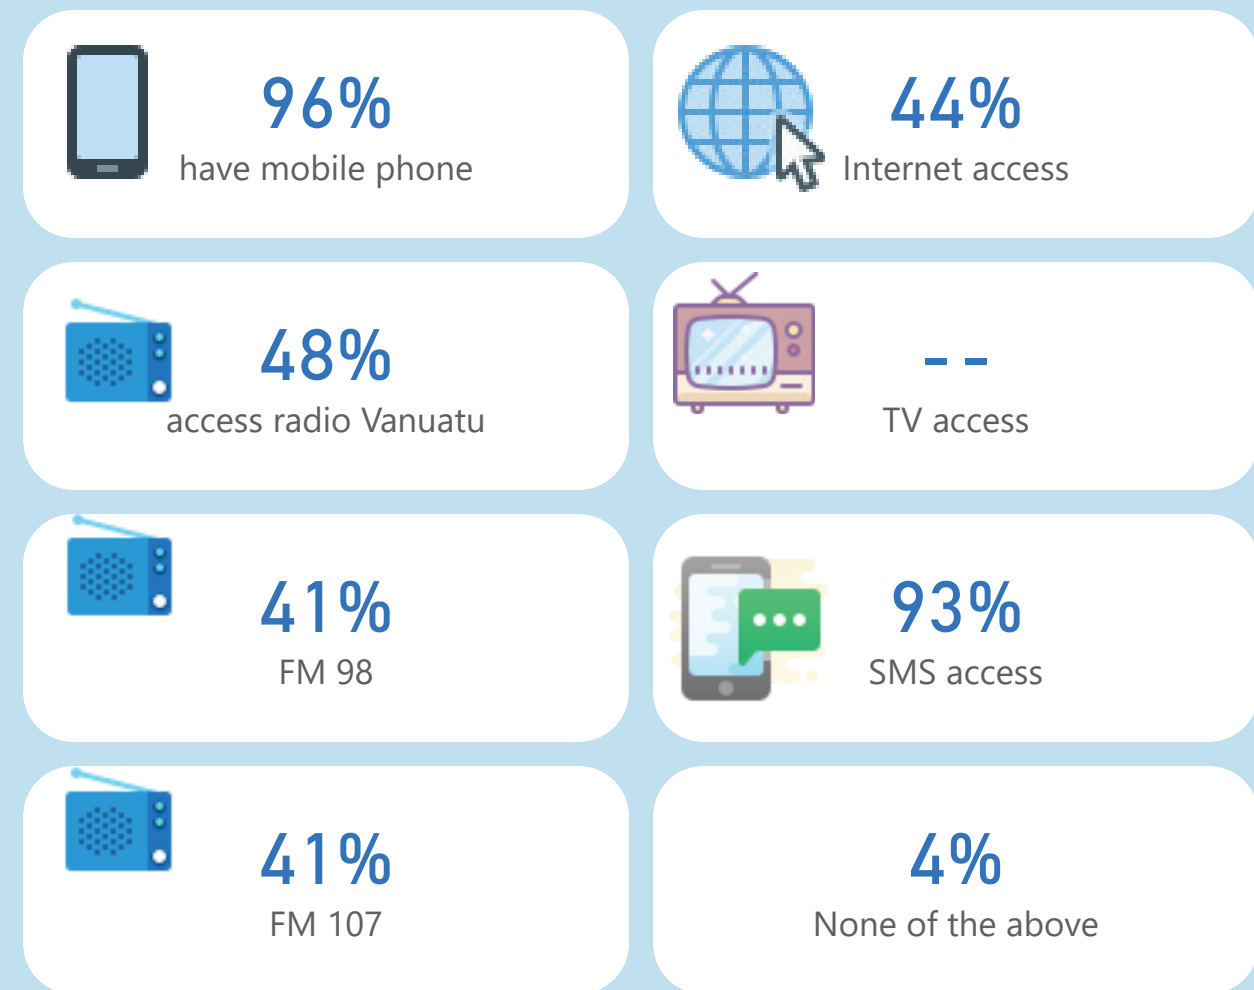 96%
have mobile phone
44%
Internet access
48%
access radio Vanuatu
--
TV access
41%
FM 98
93%
SMS access
41%
FM 107
4%
None of the above